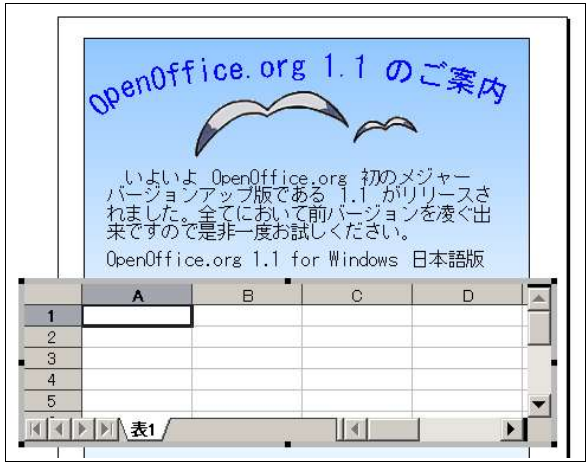 OpenOffice.org 1.1 のご案内
いよいよ OpenOffice.org 初のメジャー
バージョンアップ版である 1.1 がリリースさ
れました。全てにおいて前バージョンを凌ぐ出
来ですので是非一度お試しください。
OpenOffice.org 1.1 for Windows 日本語版
A B C D
1
2
3
4
5
表1